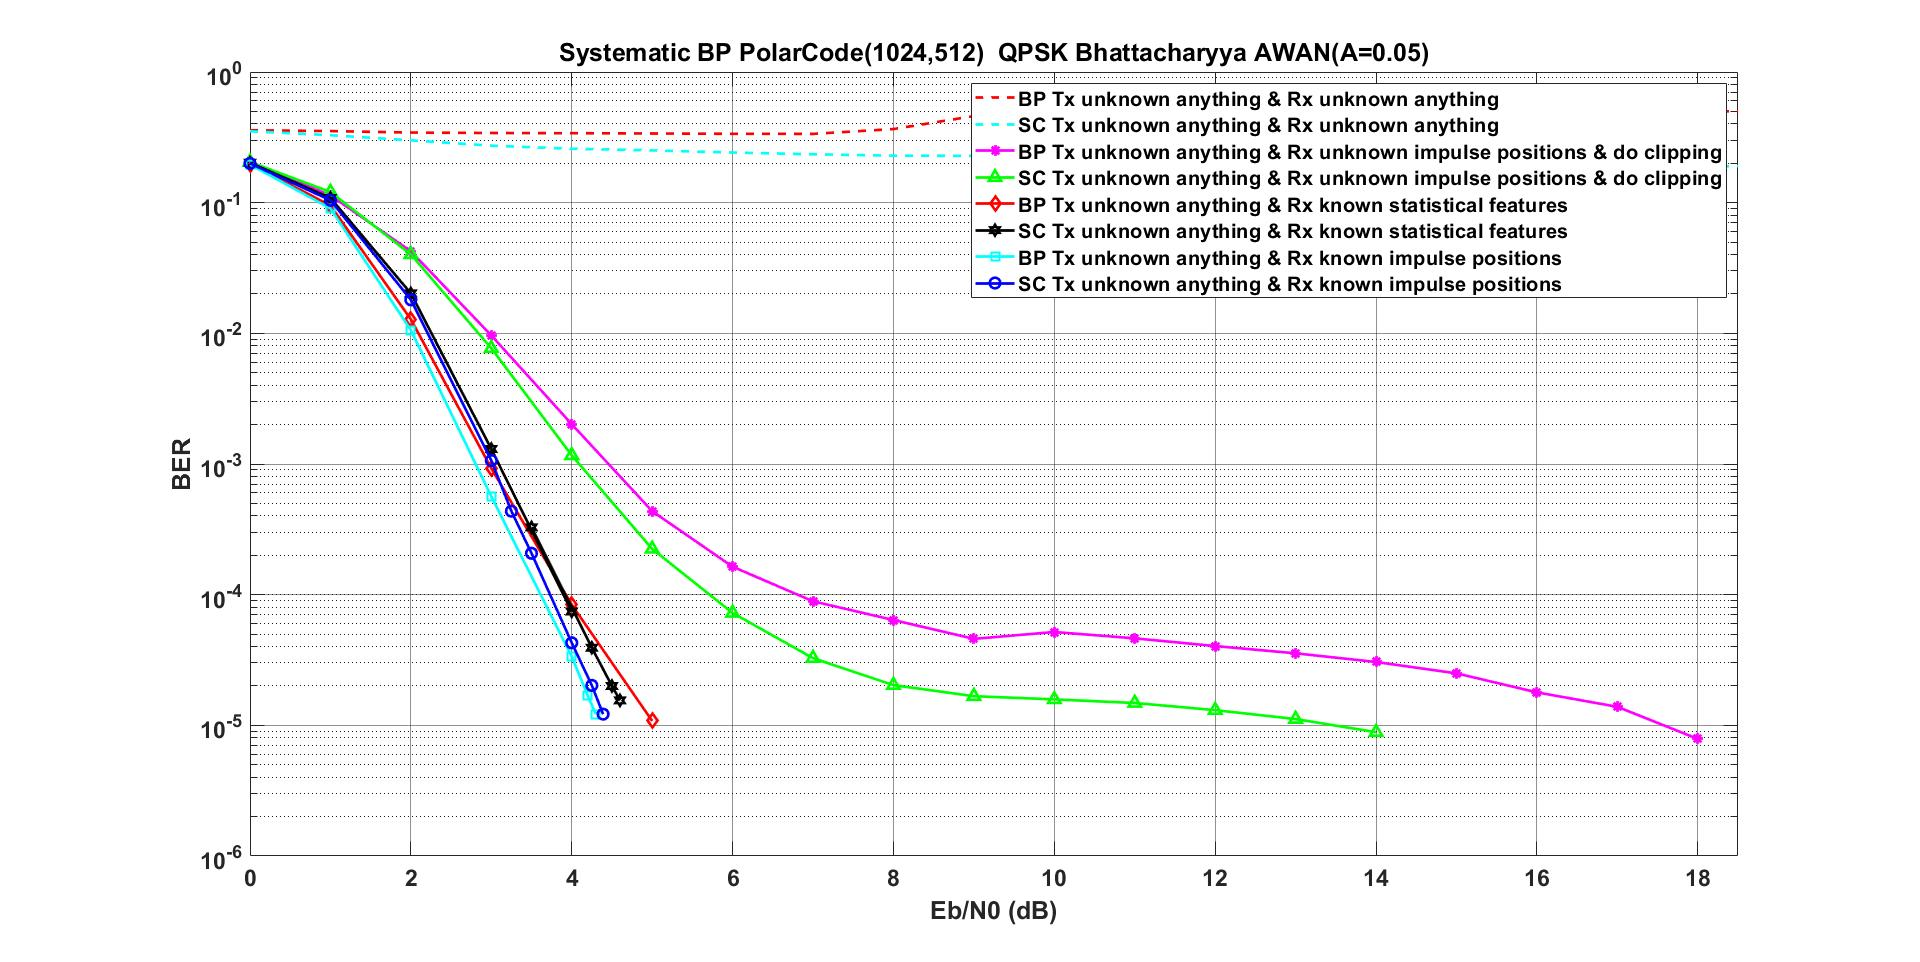 Systematic BP PolarCode(1024,512)  QPSK Bhattacharyya AWAN(A=0.05)
10^0
10^-1
10^-2
10^-3
10^-4
10^-5
10^-6
BER
BP Tx unknown anything & Rx unknown anything
SC Tx unknown anything & Rx unknown anything
BP Tx unknown anything & Rx unknown impulse positions & do clipping
SC Tx unknown anything & Rx unknown impulse positions & do clipping
BP Tx unknown anything & Rx known statistical features
SC Tx unknown anything & Rx known statistical features
BP Tx unknown anything & Rx known impulse positions
SC Tx unknown anything & Rx known impulse positions
0 2 4 6 8 10 12 14 16 18
Eb/N0 (dB)